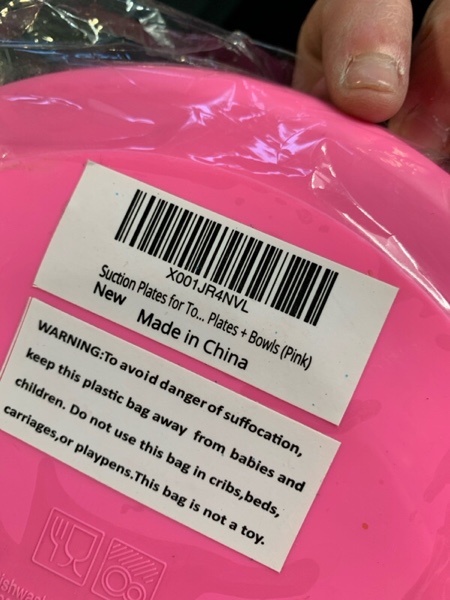 X001JR4NVL
Suction Plates for To... Plates + Bowls (Pink)
New
Made in China
WARNING:To avoid danger of suffocation,
keep this plastic bag away from babies and
children. Do not use this bag in cribs,beds,
carriages,or playpens.This bag is not a toy.